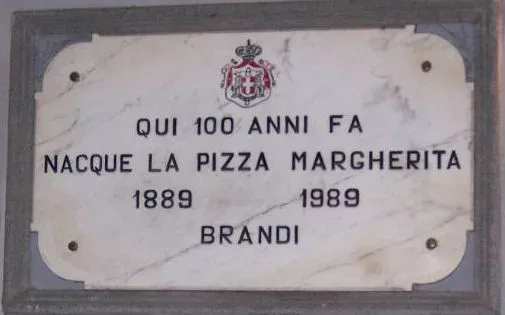 QUI 100 ANNI FA
NACQUE LA PIZZA MARGHERITA
1889 1989
BRANDI